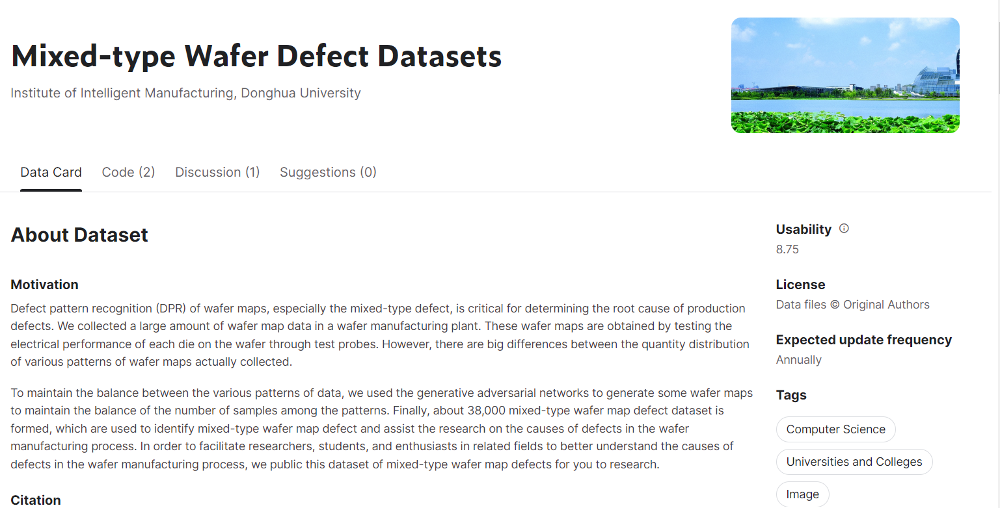 Mixed-type Wafer Defect Datasets
Institute of Intelligent Manufacturing, Donghua University
Data Card Code (2) Discussion (1) Suggestions (0)
About Dataset
Motivation
Defect pattern recognition (DPR) of wafer maps, especially the mixed-type defect, is critical for determining the root cause of production
defects. We collected a large amount of wafer map data in a wafer manufacturing plant. These wafer maps are obtained by testing the
electrical performance of each die on the wafer through test probes. However, there are big differences between the quantity distribution
of various patterns of wafer maps actually collected.
To maintain the balance between the various patterns of data, we used the generative adversarial networks to generate some wafer maps
to maintain the balance of the number of samples among the patterns. Finally, about 38,000 mixed-type wafer map defect dataset is
formed, which are used to identify mixed-type wafer map defect and assist the research on the causes of defects in the wafer
manufacturing process. In order to facilitate researchers, students, and enthusiasts in related fields to better understand the causes of
defects in the wafer manufacturing process, we public this dataset of mixed-type wafer map defects for you to research.
Citation
Usability
8.75
License
Data files © Original Authors
Expected update frequency
Annually
Tags
Computer Science
Universities and Colleges
Image